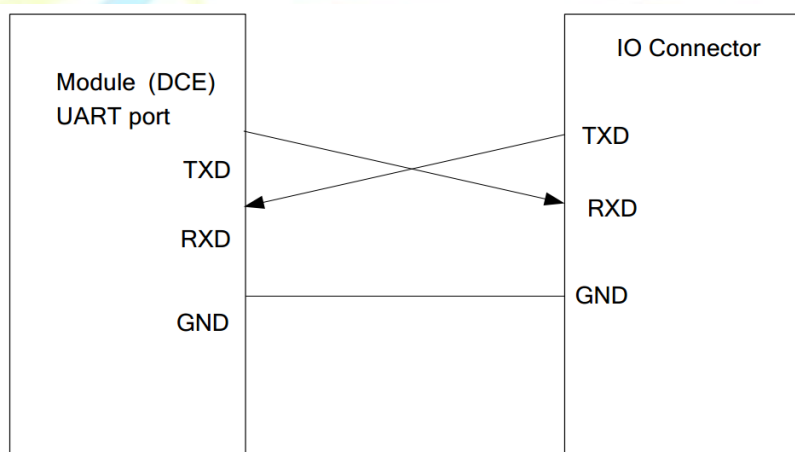 Module (DCE)
UART port
TXD
RXD
GND
IO Connector
TXD
RXD
GND